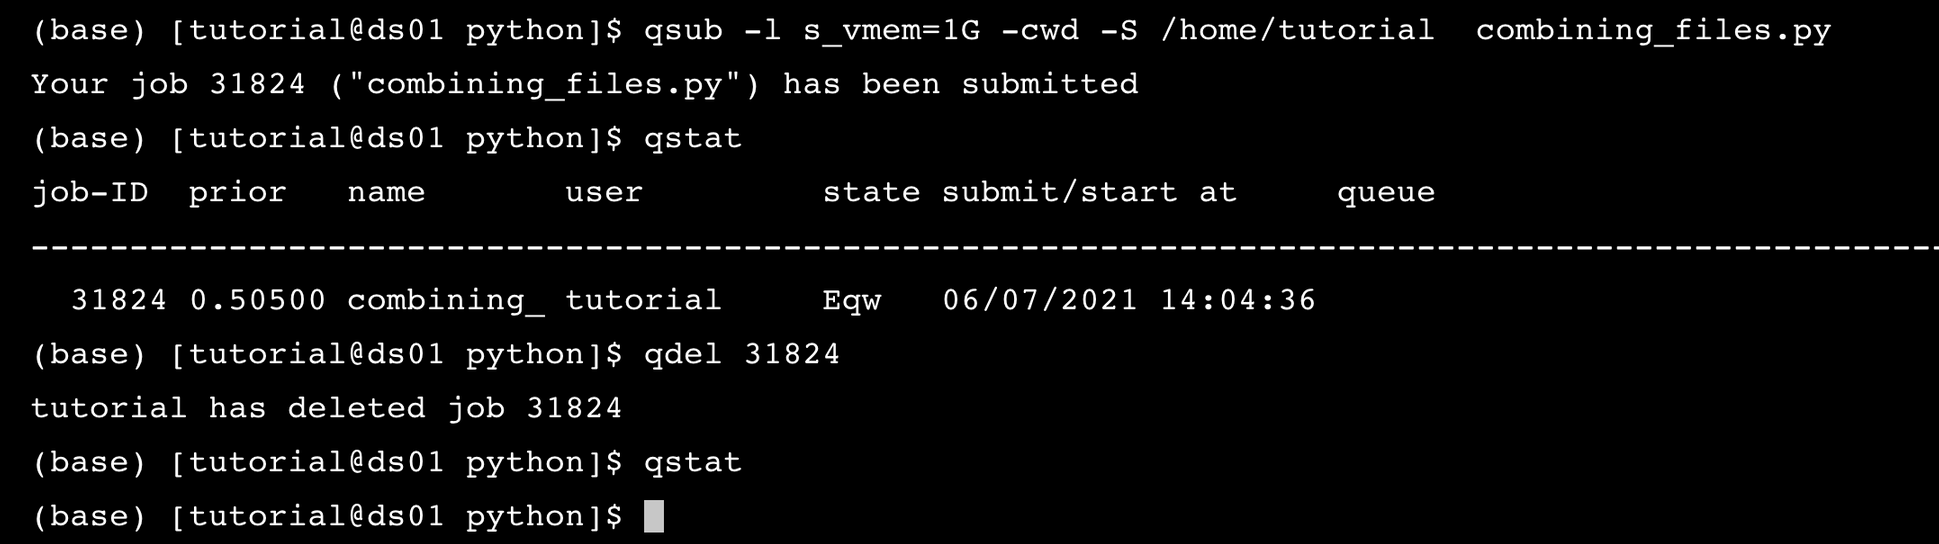 (base) [tutorial@ds01 python]$ qsub -l s_vmem=1G -cwd -S /home/tutorial  combining_files.py
Your job 31824 ("combining_files.py") has been submitted
(base) [tutorial@ds01 python]$ qstat
job-ID  prior   name       user         state submit/start at     queue
-------------------------------------------------------------------------------------------------
  31824 0.50500 combining_ tutorial     Eqw   06/07/2021 14:04:36
(base) [tutorial@ds01 python]$ qdel 31824
tutorial has deleted job 31824
(base) [tutorial@ds01 python]$ qstat
(base) [tutorial@ds01 python]$